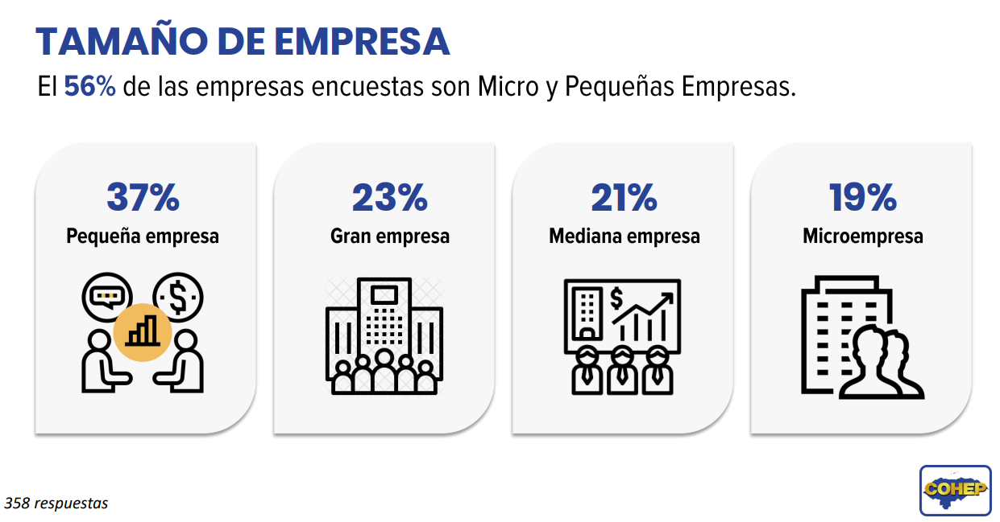 TAMAÑO DE EMPRESA
El 56% de las empresas encuestas son Micro y Pequeñas Empresas.
37%
Pequeña empresa
23%
Gran empresa
21%
Mediana empresa
19%
Microempresa
358 respuestas
COHEP